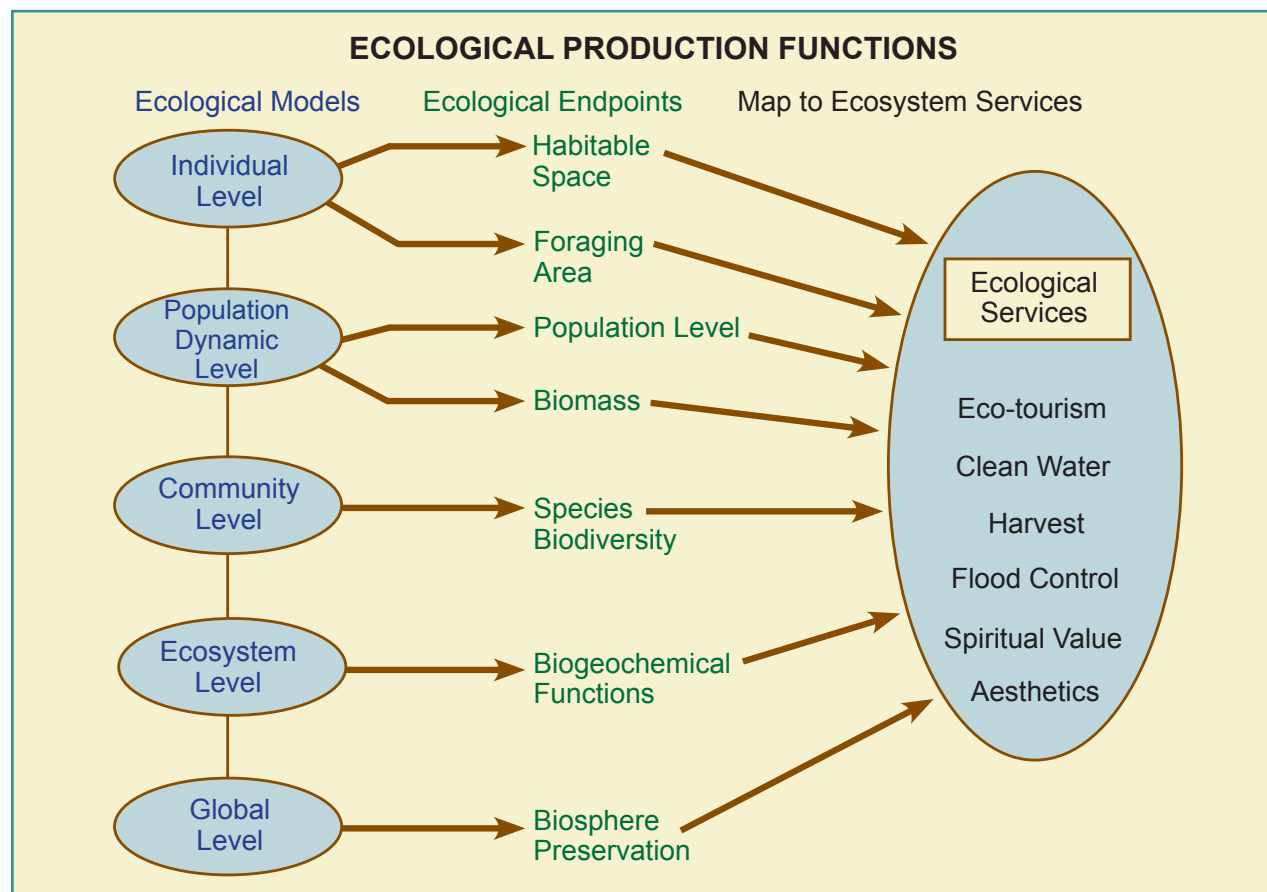 ECOLOGICAL PRODUCTION FUNCTIONS
Ecological Models
Ecological Endpoints
Map to Ecosystem Services
Individual
Level
Population
Dynamic
Level
Community
Level
Ecosystem
Level
Global
Level
Habitable
Space
Foraging
Area
Population Level
Biomass
Species
Biodiversity
Biogeochemical
Functions
Biosphere
Preservation
Ecological
Services
Eco-tourism
Clean Water
Harvest
Flood Control
Spiritual Value
Aesthetics